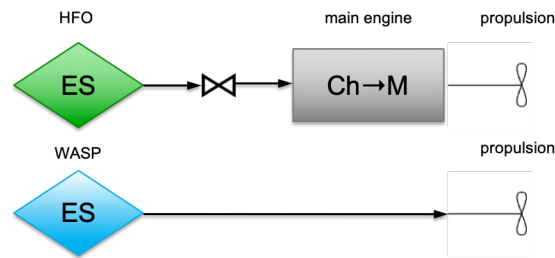 HFO
main engine
propulsion
ES
Ch→M
WASP
propulsion
ES